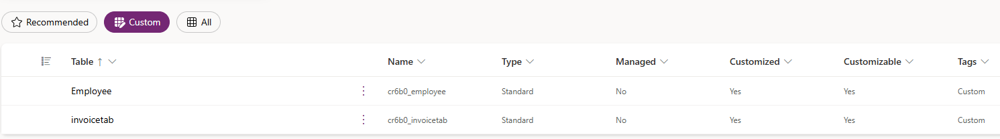 Recommended Custom All
Table Name Type Managed Customized Customizable Tags
Employee cr6b0_employee Standard No Yes Yes Custom
invoicetab cr6b0_invoicetab Standard No Yes Yes Custom